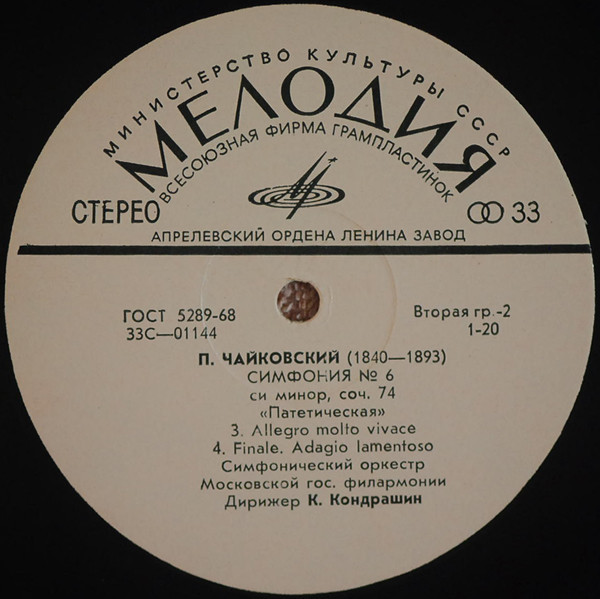 МИНИСТЕРСТВО КУЛЬТУРЫ СССР
МЕЛОДИЯ
ВСЕСОЮЗНАЯ ФИРМА ГРАМПЛАСТИНОК
СТЕРЕО
33
АПРЕЛЕВСКИЙ ОРДЕНА ЛЕНИНА ЗАВОД
ГОСТ 5289-68
Вторая гр.-2
33С—01144
1-20
П. ЧАЙКОВСКИЙ (1840—1893)
СИМФОНИЯ № 6
си минор, соч. 74
«Патетическая»
3. Allegro molto vivace
4. Finale. Adagio lamentoso
Симфонический оркестр
Московской гос. филармонии
Дирижер К. Кондрашин